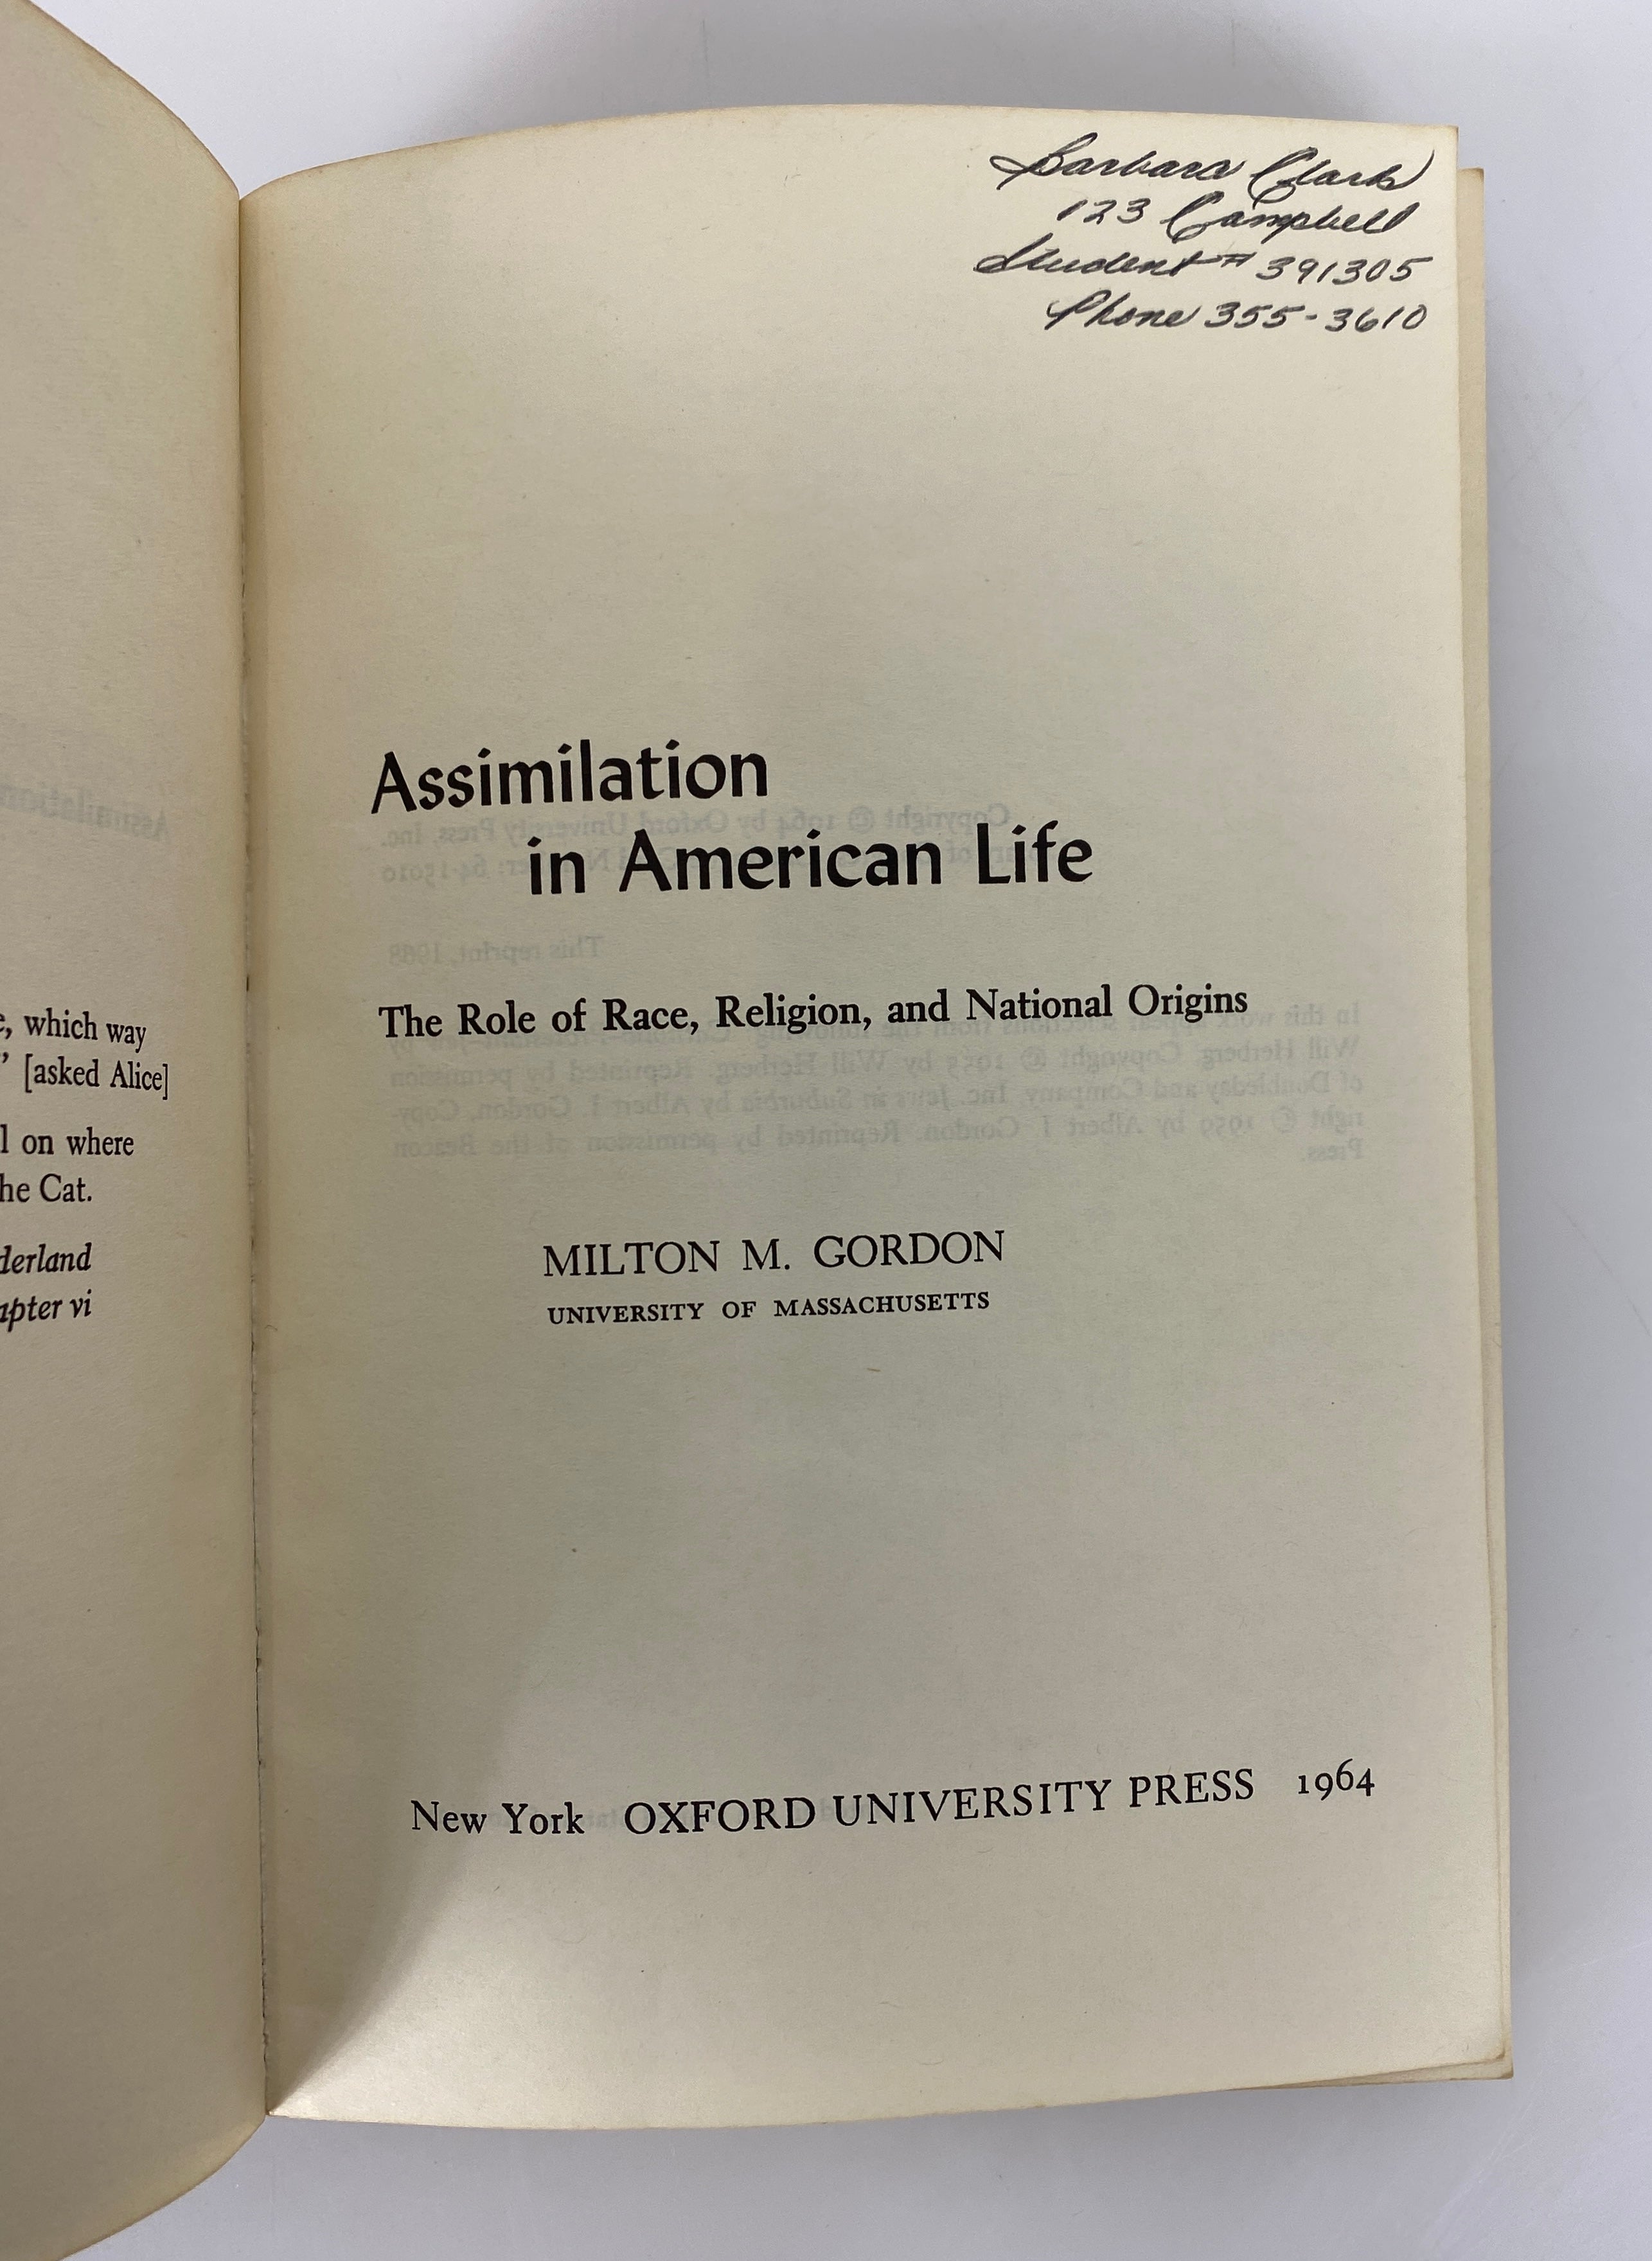 e, which way
” [asked Alice]
l on where
he Cat.
derland
apter vi
Barbara Clark
123 Campbell
Student # 391305
Phone 355-3610
Assimilation
in American Life
The Role of Race, Religion, and National Origins
MILTON M. GORDON
UNIVERSITY OF MASSACHUSETTS
New York OXFORD UNIVERSITY PRESS 1964